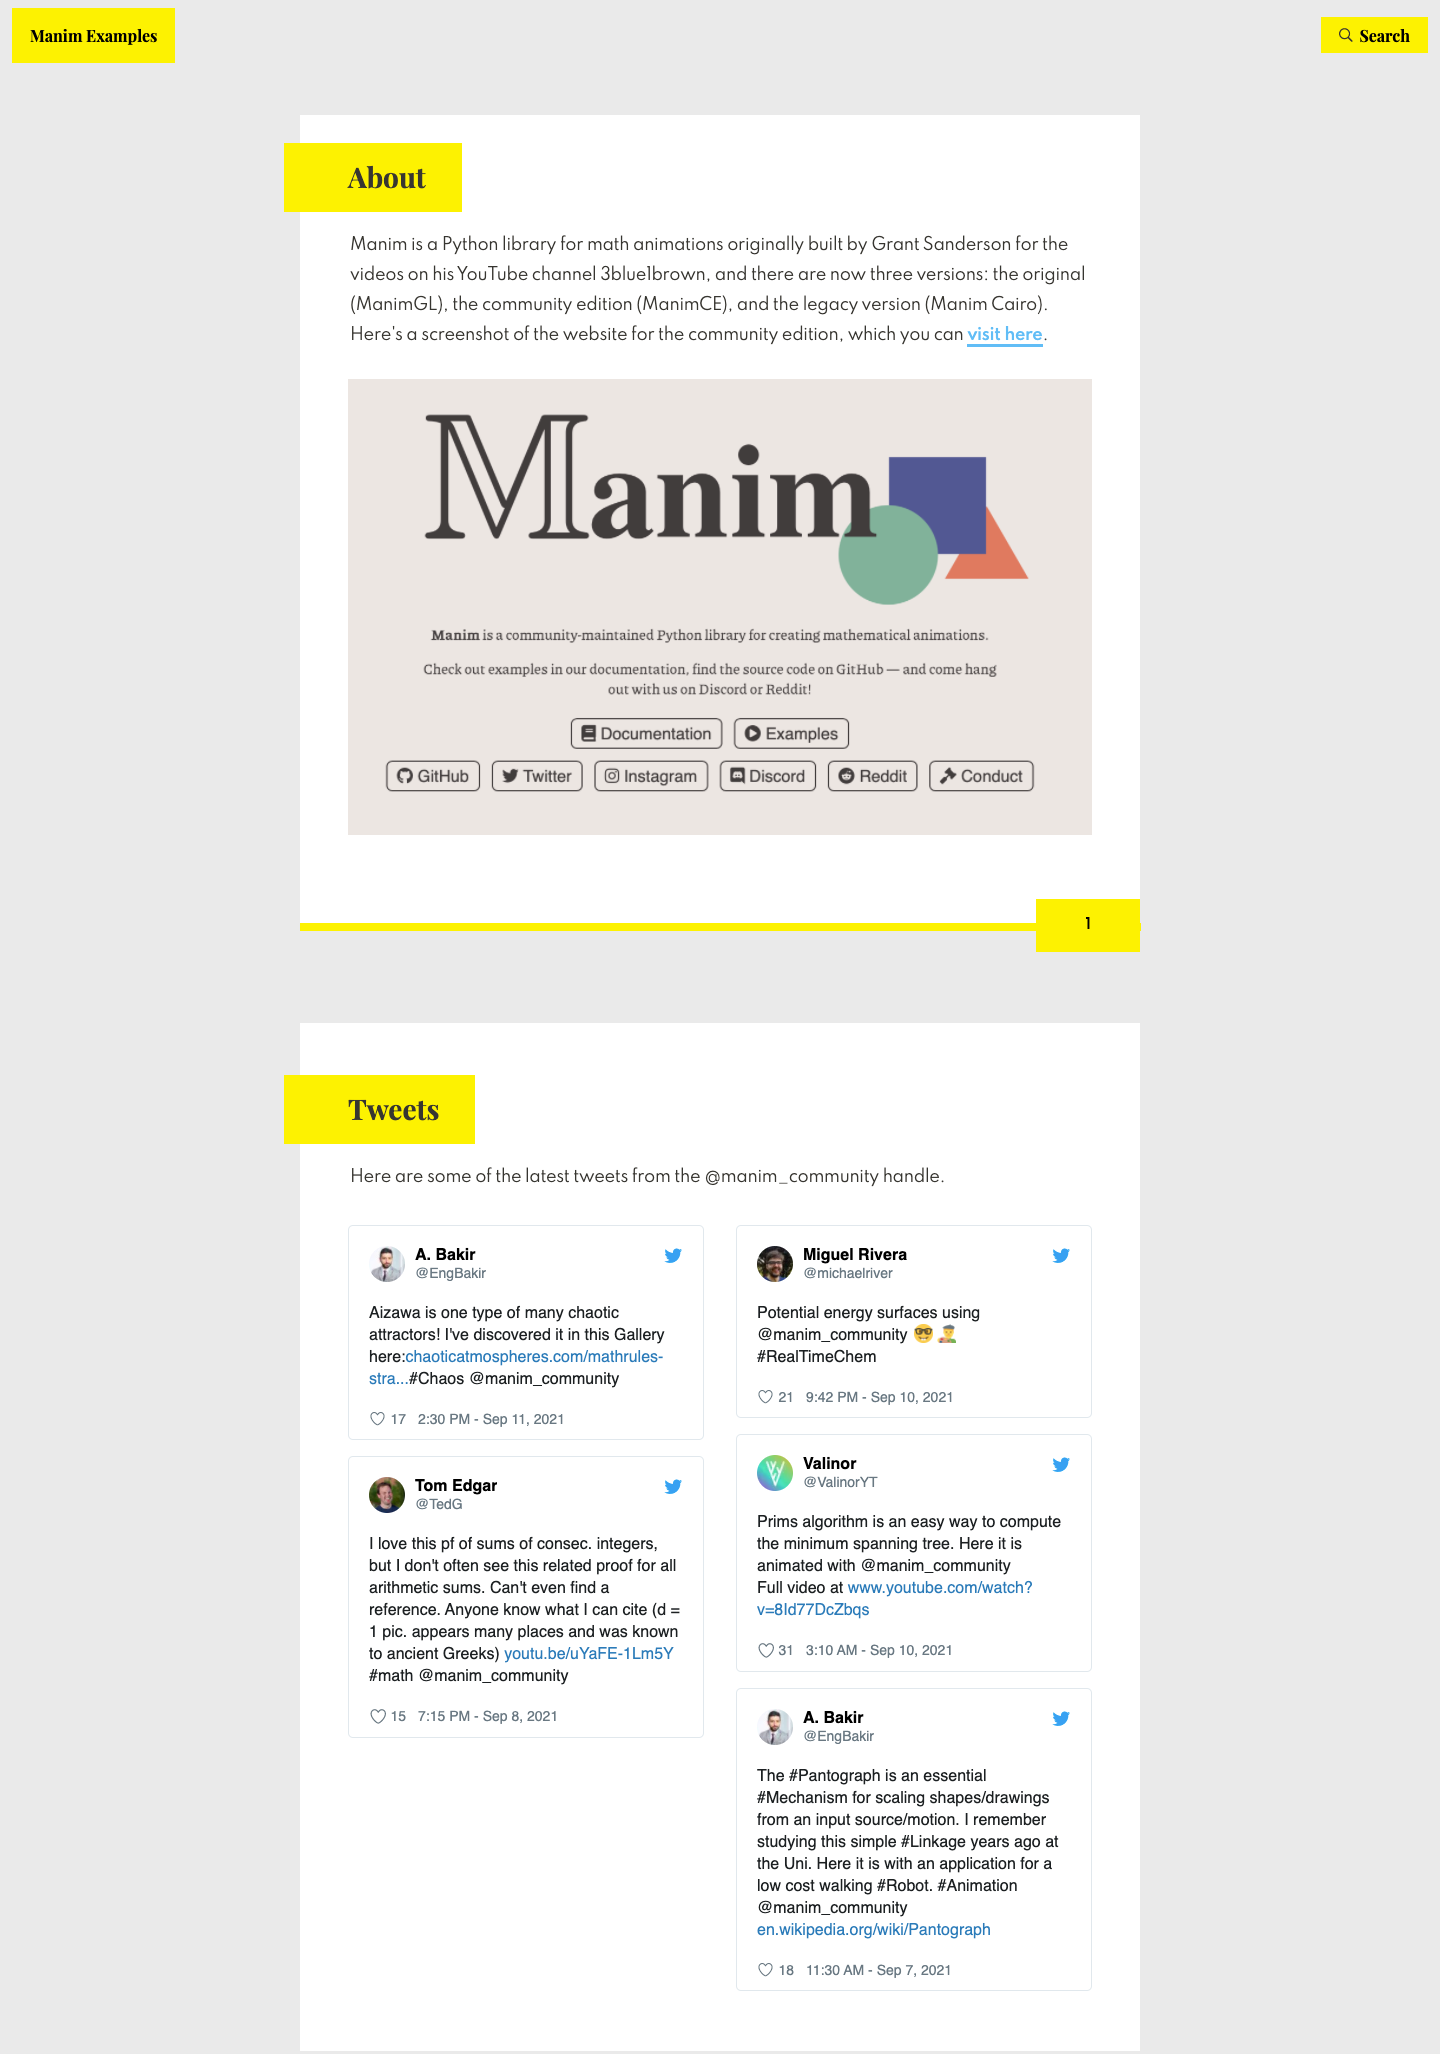 Manim Examples
Search
About
Manim is a Python library for math animations originally built by Grant Sanderson for the
videos on his YouTube channel 3blue1brown, and there are now three versions: the original
(ManimGL), the community edition (ManimCE), and the legacy version (Manim Cairo).
Here's a screenshot of the website for the community edition, which you can visit here.
Manim
Manim is a community-maintained Python library for creating mathematical animations.
Check out examples in our documentation, find the source code on GitHub — and come hang
out with us on Discord or Reddit!
Documentation Examples
GitHub Twitter Instagram Discord Reddit Conduct
1
Tweets
Here are some of the latest tweets from the @manim_community handle.
A. Bakir
@EngBakir
Aizawa is one type of many chaotic
attractors! I've discovered it in this Gallery
here:chaoticatmospheres.com/mathrules-
stra...#Chaos @manim_community
17 2:30 PM - Sep 11, 2021
Tom Edgar
@TedG
I love this pf of sums of consec. integers,
but I don't often see this related proof for all
arithmetic sums. Can't even find a
reference. Anyone know what I can cite (d =
1 pic. appears many places and was known
to ancient Greeks) youtu.be/uYaFE-1Lm5Y
#math @manim_community
15 7:15 PM - Sep 8, 2021
Miguel Rivera
@michaelriver
Potential energy surfaces using
@manim_community 🤓 👨‍🎨
#RealTimeChem
21 9:42 PM - Sep 10, 2021
Valinor
@ValinorYT
Prims algorithm is an easy way to compute
the minimum spanning tree. Here it is
animated with @manim_community
Full video at www.youtube.com/watch?
v=8Id77DcZbqs
31 3:10 AM - Sep 10, 2021
A. Bakir
@EngBakir
The #Pantograph is an essential
#Mechanism for scaling shapes/drawings
from an input source/motion. I remember
studying this simple #Linkage years ago at
the Uni. Here it is with an application for a
low cost walking #Robot. #Animation
@manim_community
en.wikipedia.org/wiki/Pantograph
18 11:30 AM - Sep 7, 2021